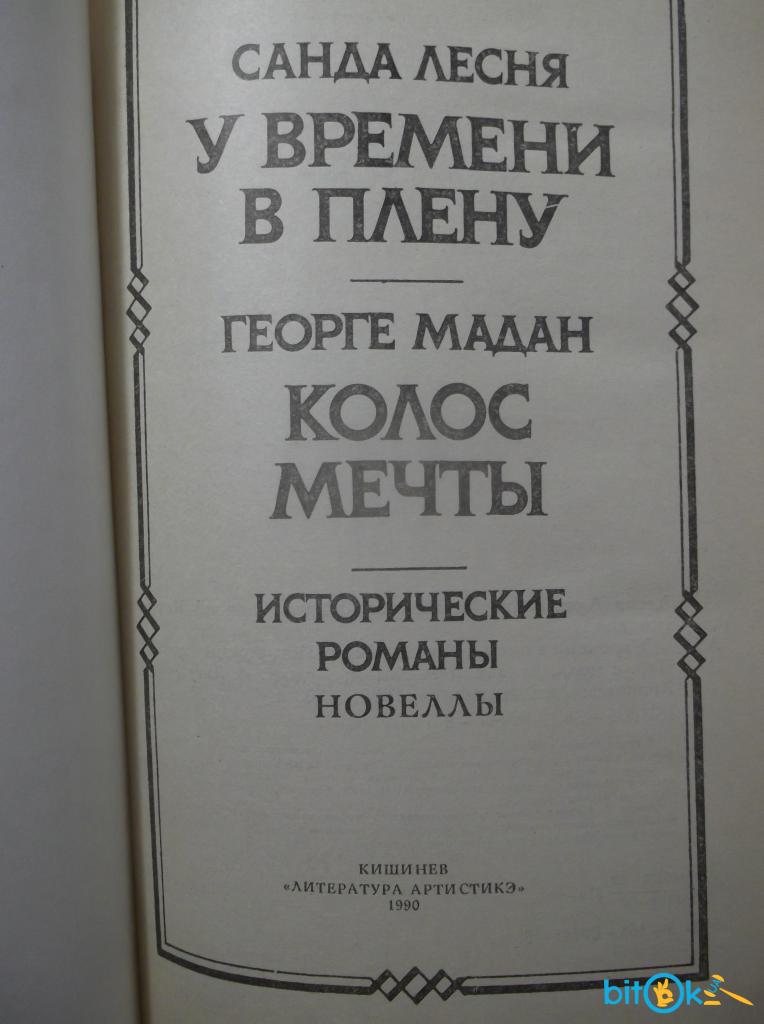 САНДА ЛЕСНЯ
У ВРЕМЕНИ
В ПЛЕНУ
ГЕОРГЕ МАДАН
КОЛОС
МЕЧТЫ
ИСТОРИЧЕСКИЕ
РОМАНЫ
НОВЕЛЛЫ
КИШИНЕВ
«ЛИТЕРАТУРА АРТИСТИКЭ»
1990
bitOk